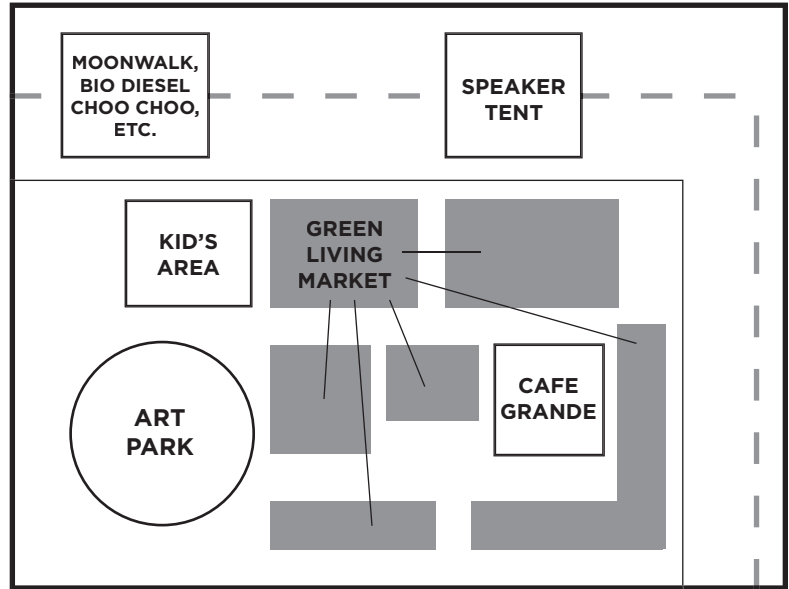 MOONWALK,
BIO DIESEL
CHOO CHOO,
ETC.
SPEAKER
TENT
KID'S
AREA
GREEN
LIVING
MARKET
ART
PARK
CAFE
GRANDE